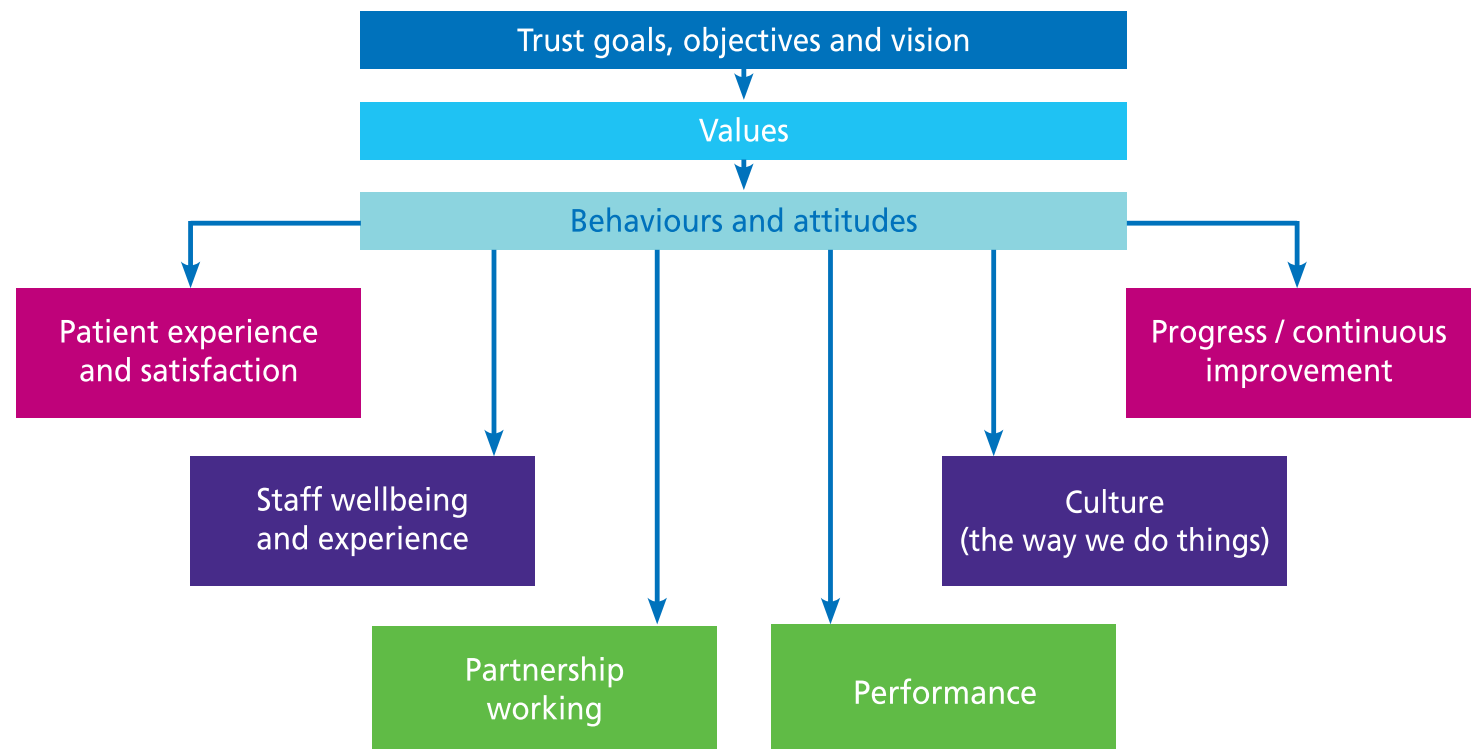 Trust goals, objectives and vision
Values
Behaviours and attitudes
Patient experience
and satisfaction
Progress / continuous
improvement
Staff wellbeing
and experience
Culture
(the way we do things)
Partnership
working
Performance